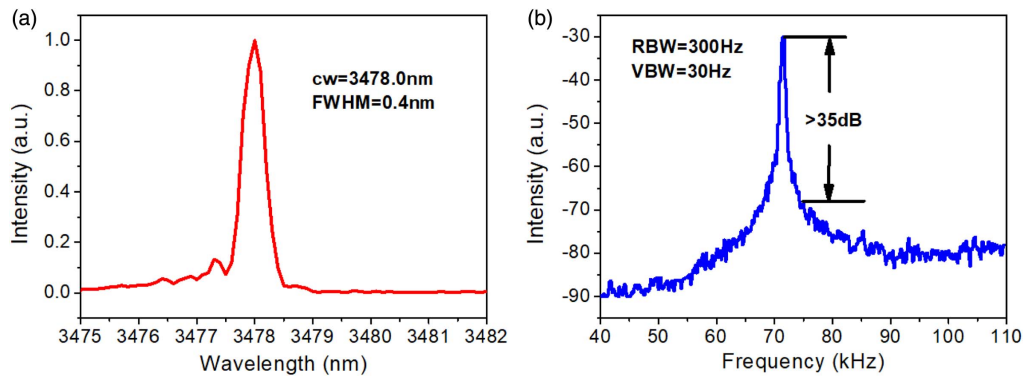 (a)
1.0
0.8
0.6
0.4
0.2
0.0
Intensity (a.u.)
cw=3478.0nm
FWHM=0.4nm
3475 3476 3477 3478 3479 3480 3481 3482
Wavelength (nm)
(b)
-30
-40
-50
-60
-70
-80
-90
Intensity (a.u.)
RBW=300Hz
VBW=30Hz
>35dB
40 50 60 70 80 90 100 110
Frequency (kHz)